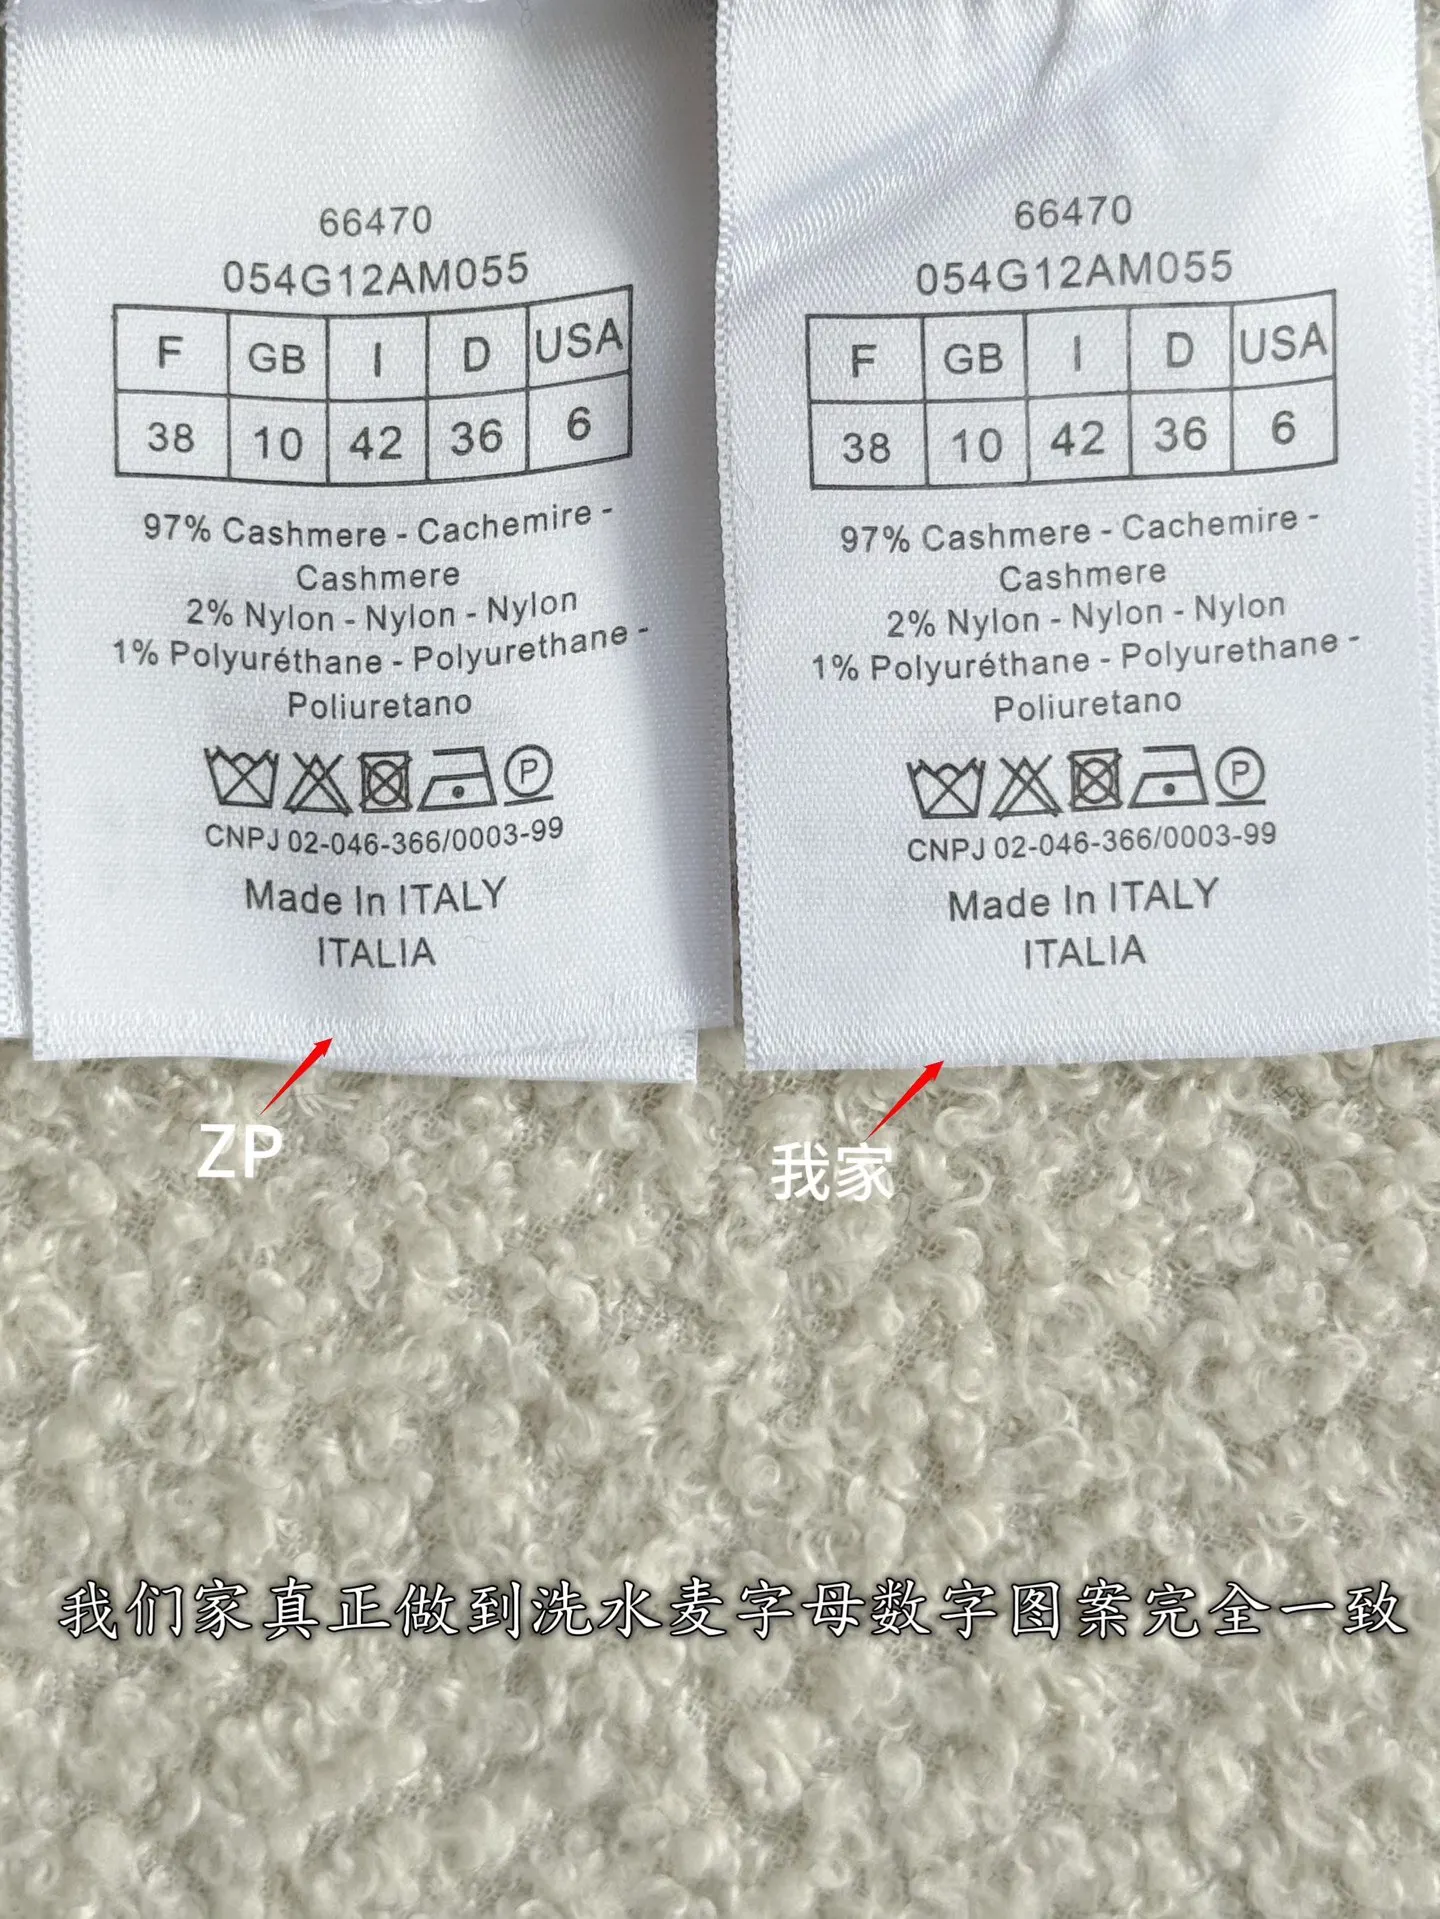 66470
054G12AM055
F GB I D USA
38 10 42 36 6
97% Cashmere - Cachemire -
Cashmere
2% Nylon - Nylon - Nylon
1% Polyuréthane - Polyurethane -
Poliuretano
P
CNPJ 02-046-366/0003-99
Made In ITALY
ITALIA
ZP
66470
054G12AM055
F GB I D USA
38 10 42 36 6
97% Cashmere - Cachemire -
Cashmere
2% Nylon - Nylon - Nylon
1% Polyuréthane - Polyurethane -
Poliuretano
P
CNPJ 02-046-366/0003-99
Made In ITALY
ITALIA
我家
我们家真正做到洗水麦字母数字图案完全一致